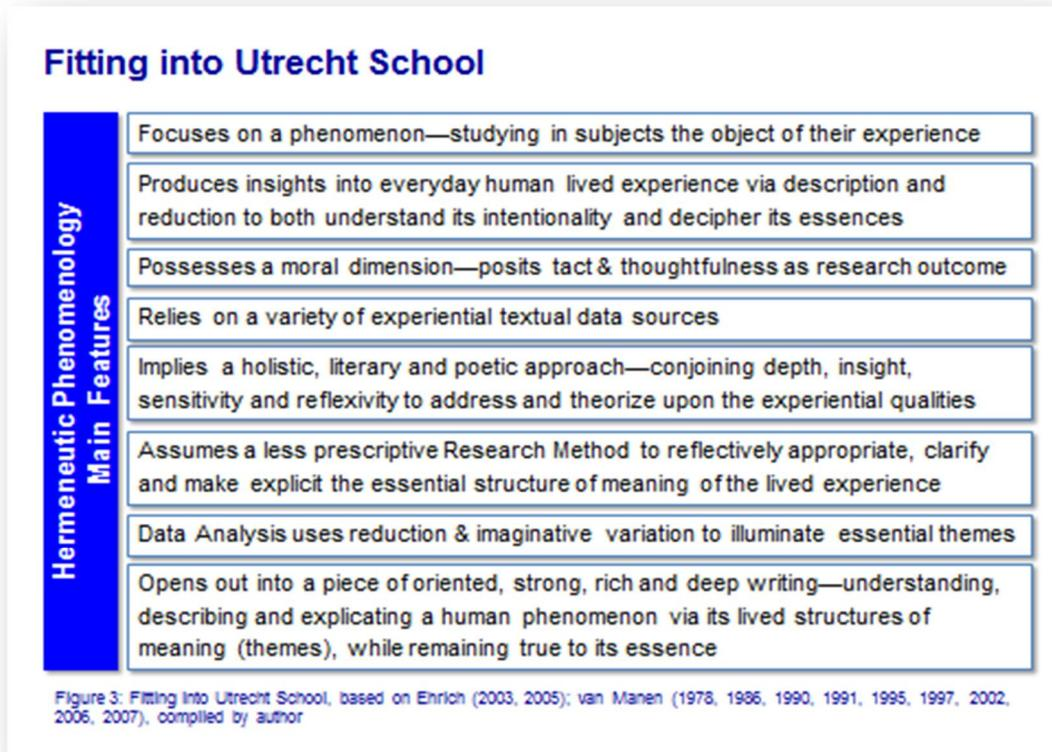 Fitting into Utrecht School
Hermeneutic Phenomenology
Main Features
Focuses on a phenomenon—studying in subjects the object of their experience
Produces insights into everyday human lived experience via description and
reduction to both understand its intentionality and decipher its essences
Possesses a moral dimension—posits tact & thoughtfulness as research outcome
Relies on a variety of experiential textual data sources
Implies a holistic, literary and poetic approach—conjoining depth, insight,
sensitivity and reflexivity to address and theorize upon the experiential qualities
Assumes a less prescriptive Research Method to reflectively appropriate, clarify
and make explicit the essential structure of meaning of the lived experience
Data Analysis uses reduction & imaginative variation to illuminate essential themes
Opens out into a piece of oriented, strong, rich and deep writing—understanding,
describing and explicating a human phenomenon via its lived structures of
meaning (themes), while remaining true to its essence
Figure 3: Fitting into Utrecht School, based on Ehrich (2003, 2005); van Manen (1978, 1986, 1990, 1991, 1995, 1997, 2002,
2006, 2007), compiled by author